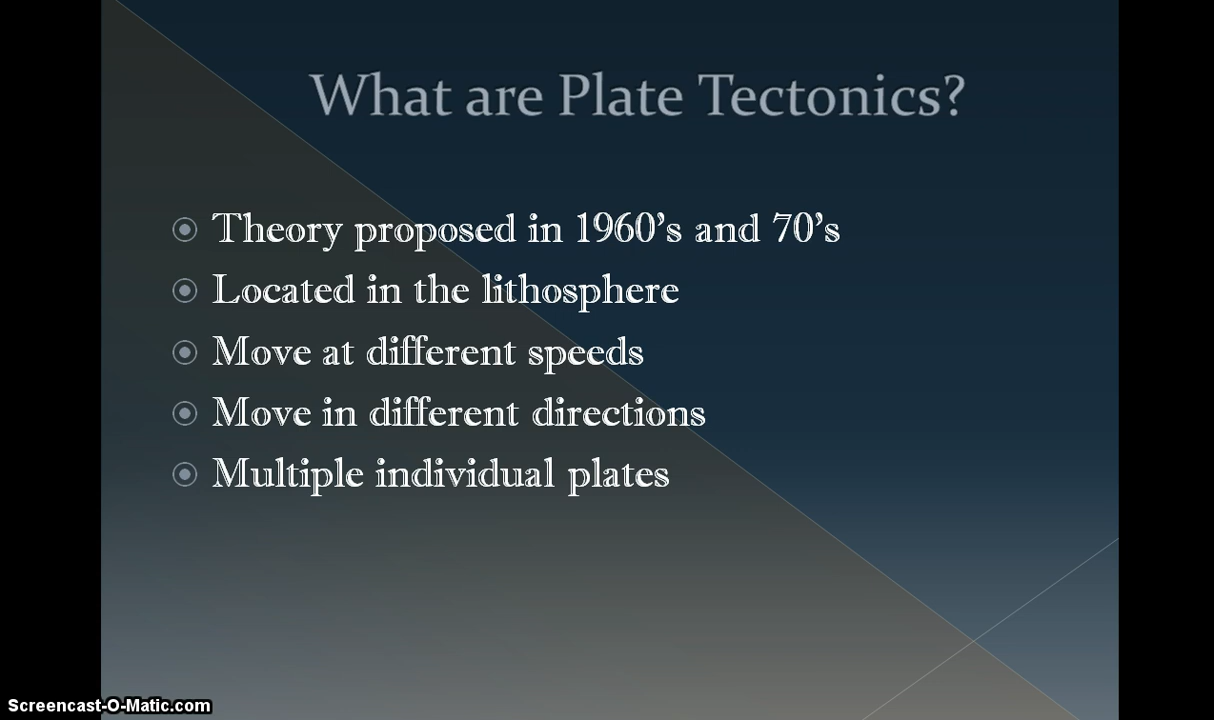 What are Plate Tectonics?
Theory proposed in 1960's and 70's
Located in the lithosphere
Move at different speeds
Move in different directions
Multiple individual plates
Screencast-O-Matic.com